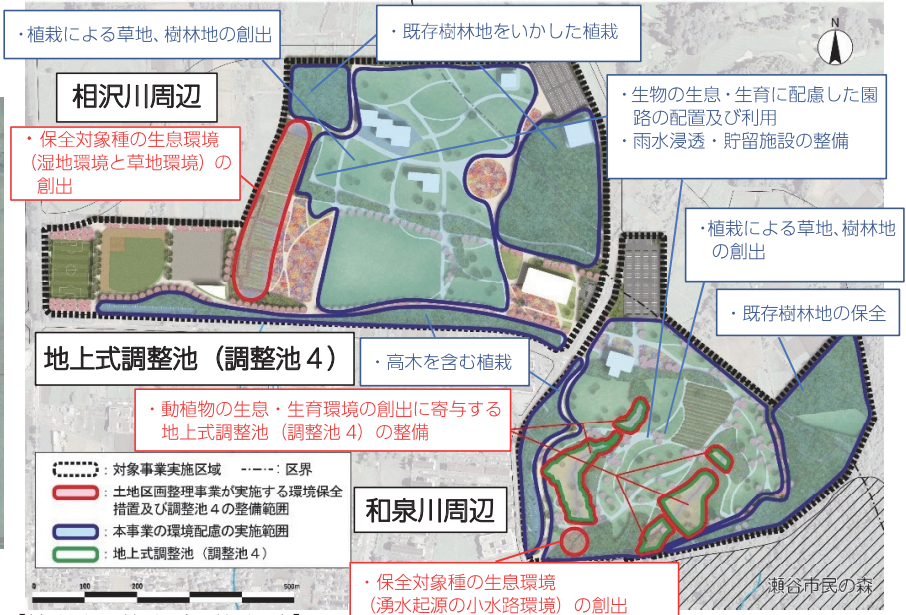 ・植栽による草地、樹林地の創出
・既存樹林地をいかした植栽
N
相沢川周辺
・生物の生息・生育に配慮した園
路の配置及び利用
・雨水浸透・貯留施設の整備
・保全対象種の生息環境
（湿地環境と草地環境）の
創出
・植栽による草地、樹林地
の創出
・既存樹林地の保全
地上式調整池（調整池４）
・高木を含む植栽
・動植物の生息・生育環境の創出に寄与する
地上式調整池（調整池 4）の整備
：対象事業実施区域　：区界
：土地区画整理事業が実施する環境保全
措置及び調整池４の整備範囲
：本事業の環境配慮の実施範囲
：地上式調整池（調整池４）
和泉川周辺
0 100 200 500m
・保全対象種の生息環境
（湧水起源の小水路環境）の創出
瀬谷市民の森